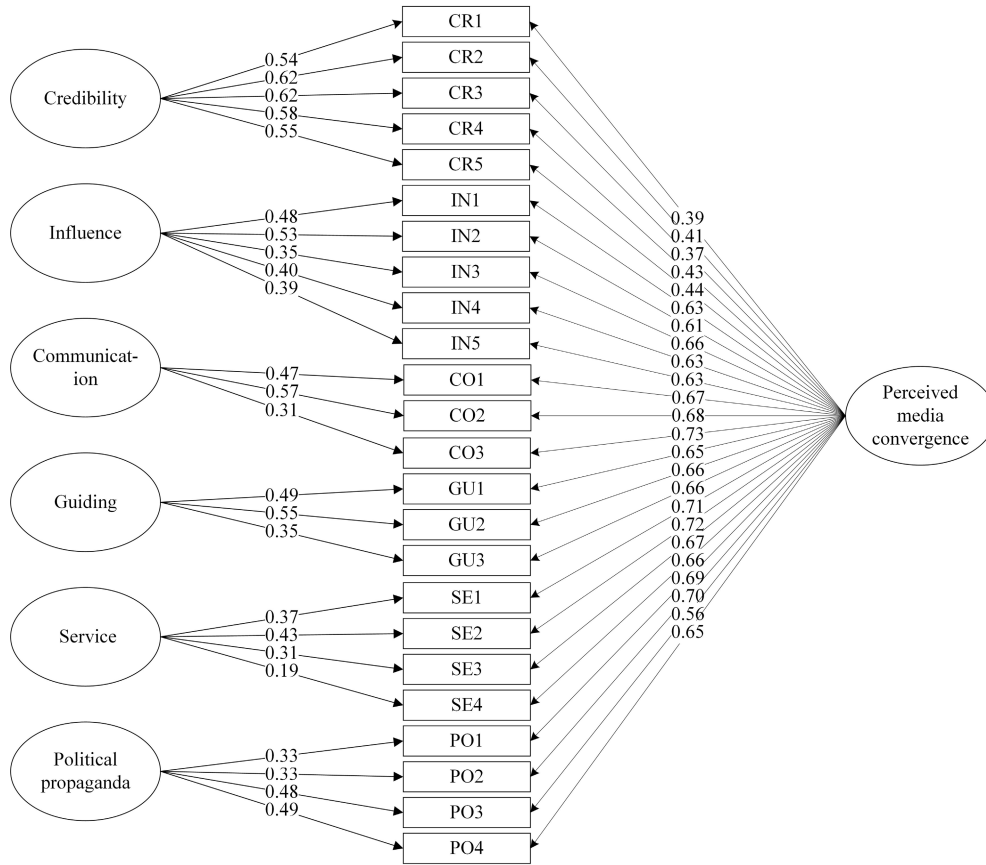 Credibility
Influence
Communicat-
ion
Guiding
Service
Political
propaganda
0.54
0.62
0.62
0.58
0.55
0.48
0.53
0.35
0.40
0.39
0.47
0.57
0.31
0.49
0.55
0.35
0.37
0.43
0.31
0.19
0.33
0.33
0.48
0.49
CR1
CR2
CR3
CR4
CR5
IN1
IN2
IN3
IN4
IN5
CO1
CO2
CO3
GU1
GU2
GU3
SE1
SE2
SE3
SE4
PO1
PO2
PO3
PO4
0.39
0.41
0.37
0.43
0.44
0.63
0.61
0.66
0.63
0.63
0.67
0.68
0.73
0.65
0.66
0.66
0.71
0.72
0.67
0.66
0.69
0.70
0.56
0.65
Perceived
media
convergence